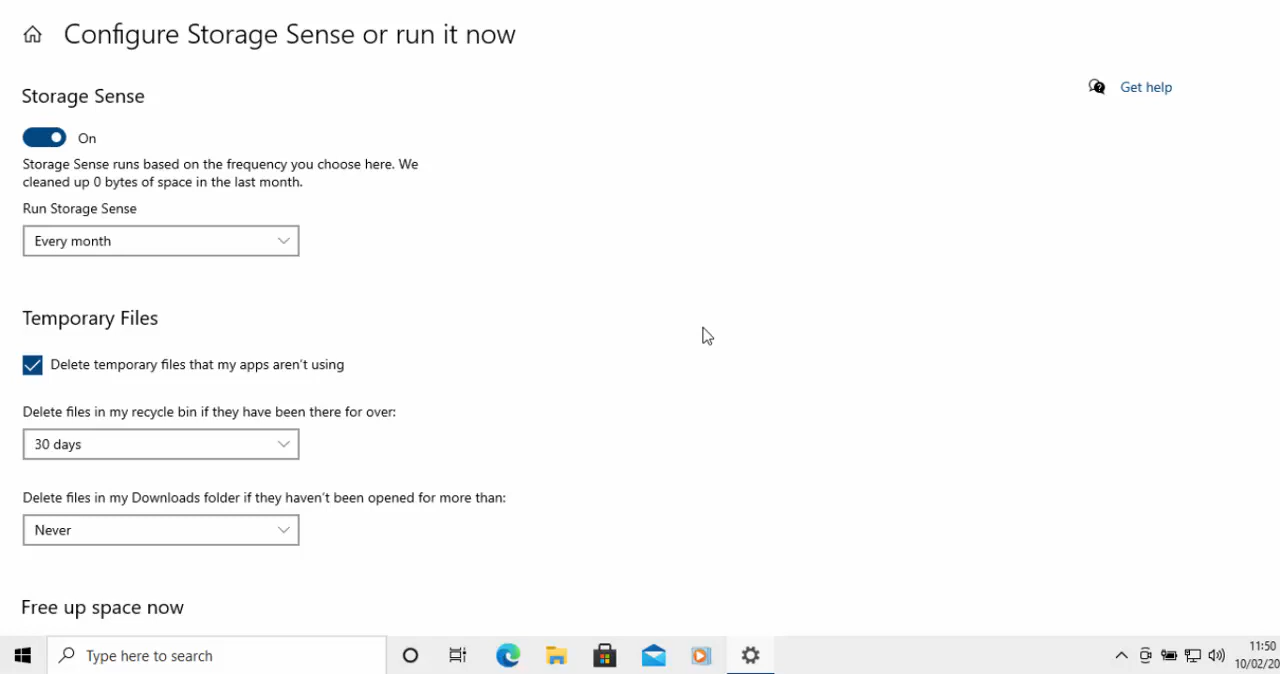 Configure Storage Sense or run it now
Get help
Storage Sense
On
Storage Sense runs based on the frequency you choose here. We
cleaned up 0 bytes of space in the last month.
Run Storage Sense
Every month
Temporary Files
Delete temporary files that my apps aren't using
Delete files in my recycle bin if they have been there for over:
30 days
Delete files in my Downloads folder if they haven't been opened for more than:
Never
Free up space now
Type here to search
11:50
10/02/20